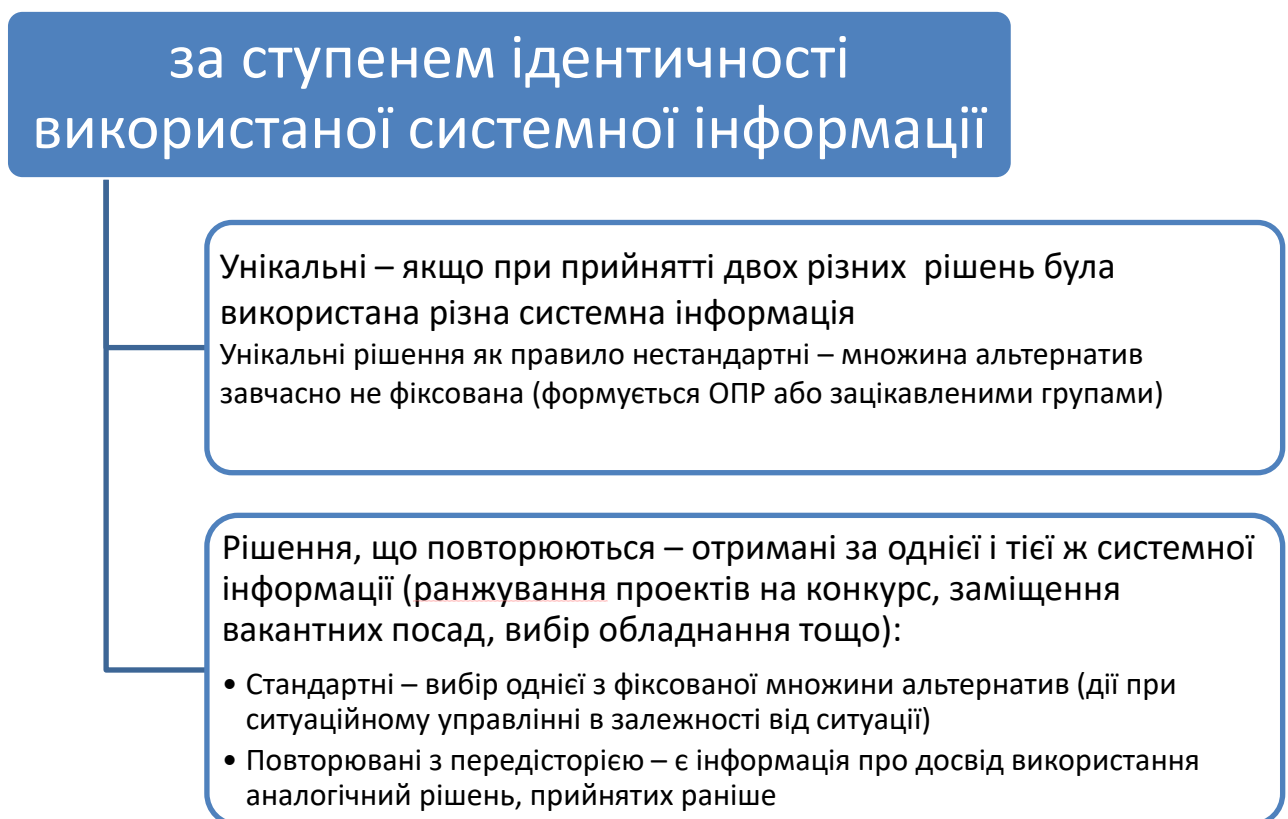 за ступенем ідентичності
використаної системної інформації
Унікальні – якщо при прийнятті двох різних рішень була
використана різна системна інформація
Унікальні рішення як правило нестандартні – множина альтернатив
завчасно не фіксована (формується ОПР або зацікавленими групами)
Рішення, що повторюються – отримані за однієї і тієї ж системної
інформації (ранжування проектів на конкурс, заміщення
вакантних посад, вибір обладнання тощо):
• Стандартні – вибір однієї з фіксованої множини альтернатив (дії при
ситуаційному управлінні в залежності від ситуації)
• Повторювані з передісторією – є інформація про досвід використання
аналогічний рішень, прийнятих раніше